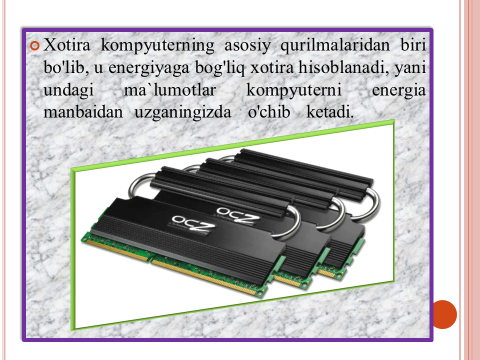 Xotira kompyuterning asosiy qurilmalaridan biri
bo'lib, u energiyaga bog'liq xotira hisoblanadi, yani
undagi ma`lumotlar kompyuterni energia
manbaidan uzganingizda o'chib ketadi.
OCZ
OCZ